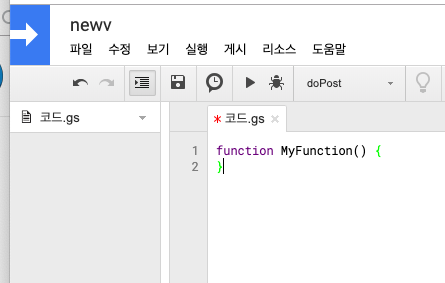 newv
파일 수정 보기 실행 게시 리소스 도움말
doPost
코드.gs
* 코드.gs ×
1 function MyFunction() {
2 }